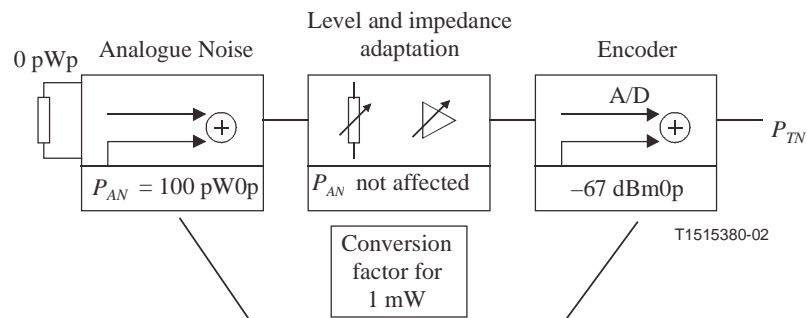 Level and impedance
adaptation
Analogue Noise
Encoder
0 pWp
A/D
P_TN
P_AN = 100 pW0p
P_AN not affected
–67 dBm0p
T1515380-02
Conversion
factor for
1 mW